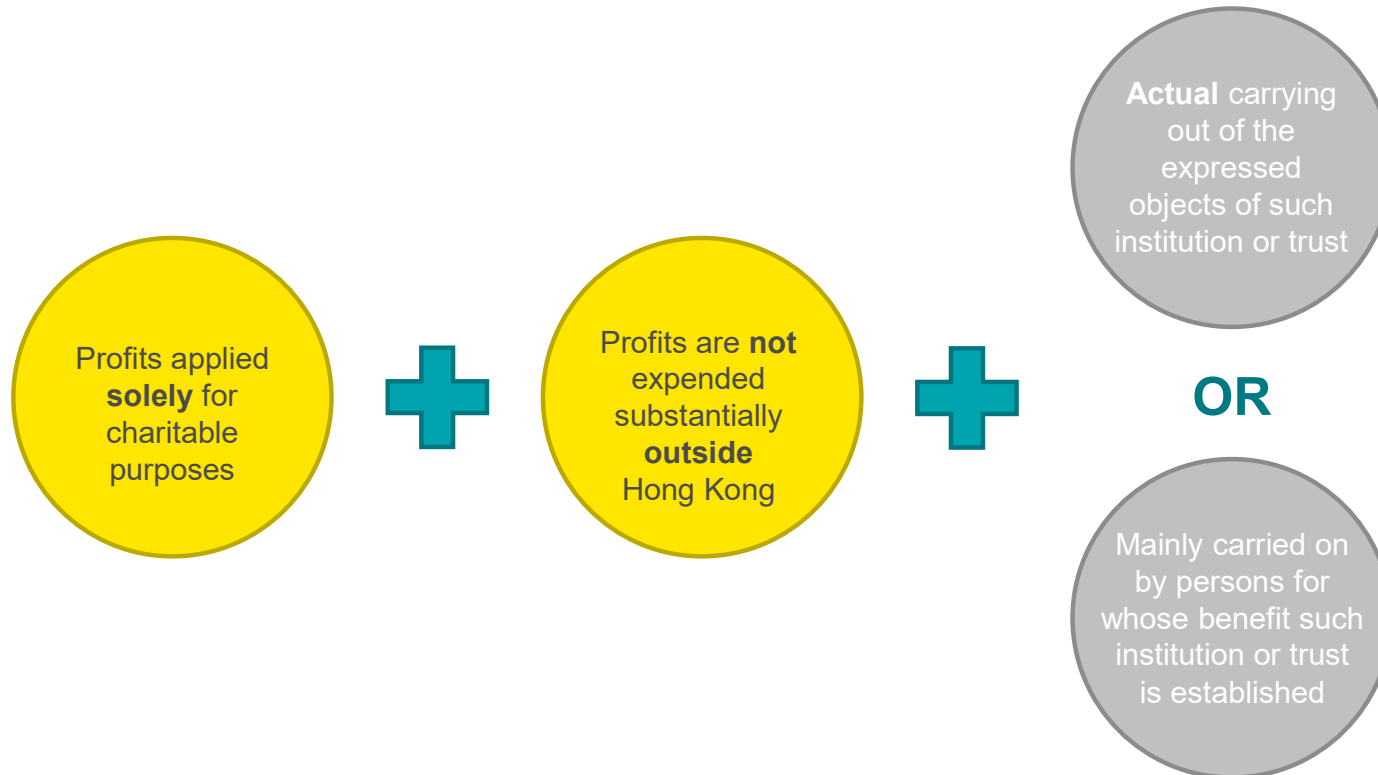 Profits applied
solely for
charitable
purposes
Profits are not
expended
substantially
outside
Hong Kong
Actual carrying
out of the
expressed
objects of such
institution or trust
OR
Mainly carried on
by persons for
whose benefit such
institution or trust
is established